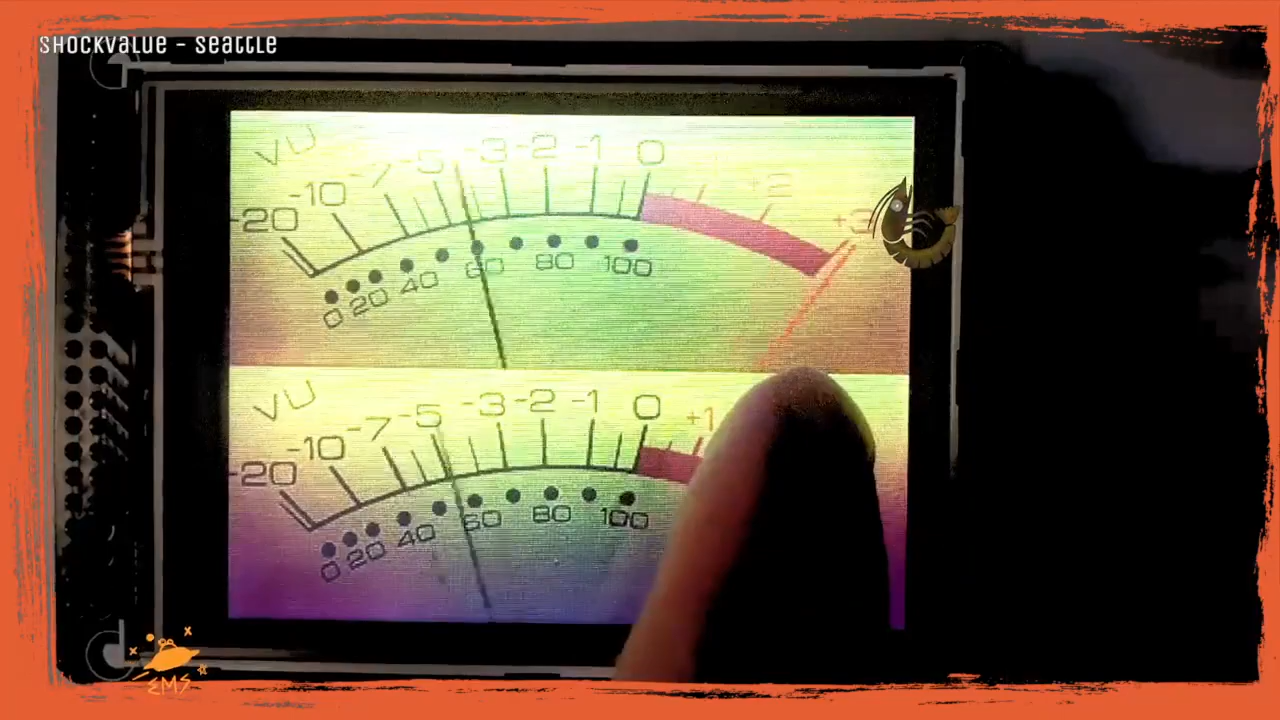 SHOCKVALUE - SEATTLE
VU
-20 -10 -7 -5 -3 -2 -1 0 +2 +3
0 20 40 60 80 100
VU
-20 -10 -7 -5 -3 -2 -1 0 +1
0 20 40 60 80 100
EMS